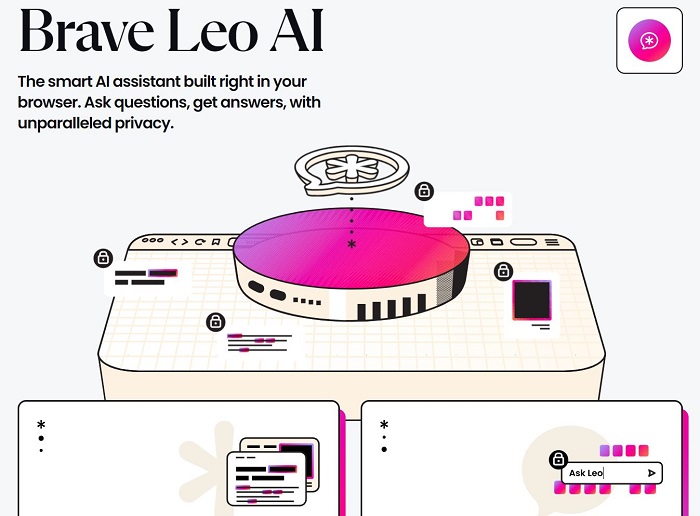 Brave Leo AI
The smart AI assistant built right in your
browser. Ask questions, get answers, with
unparalleled privacy.
Ask Leo